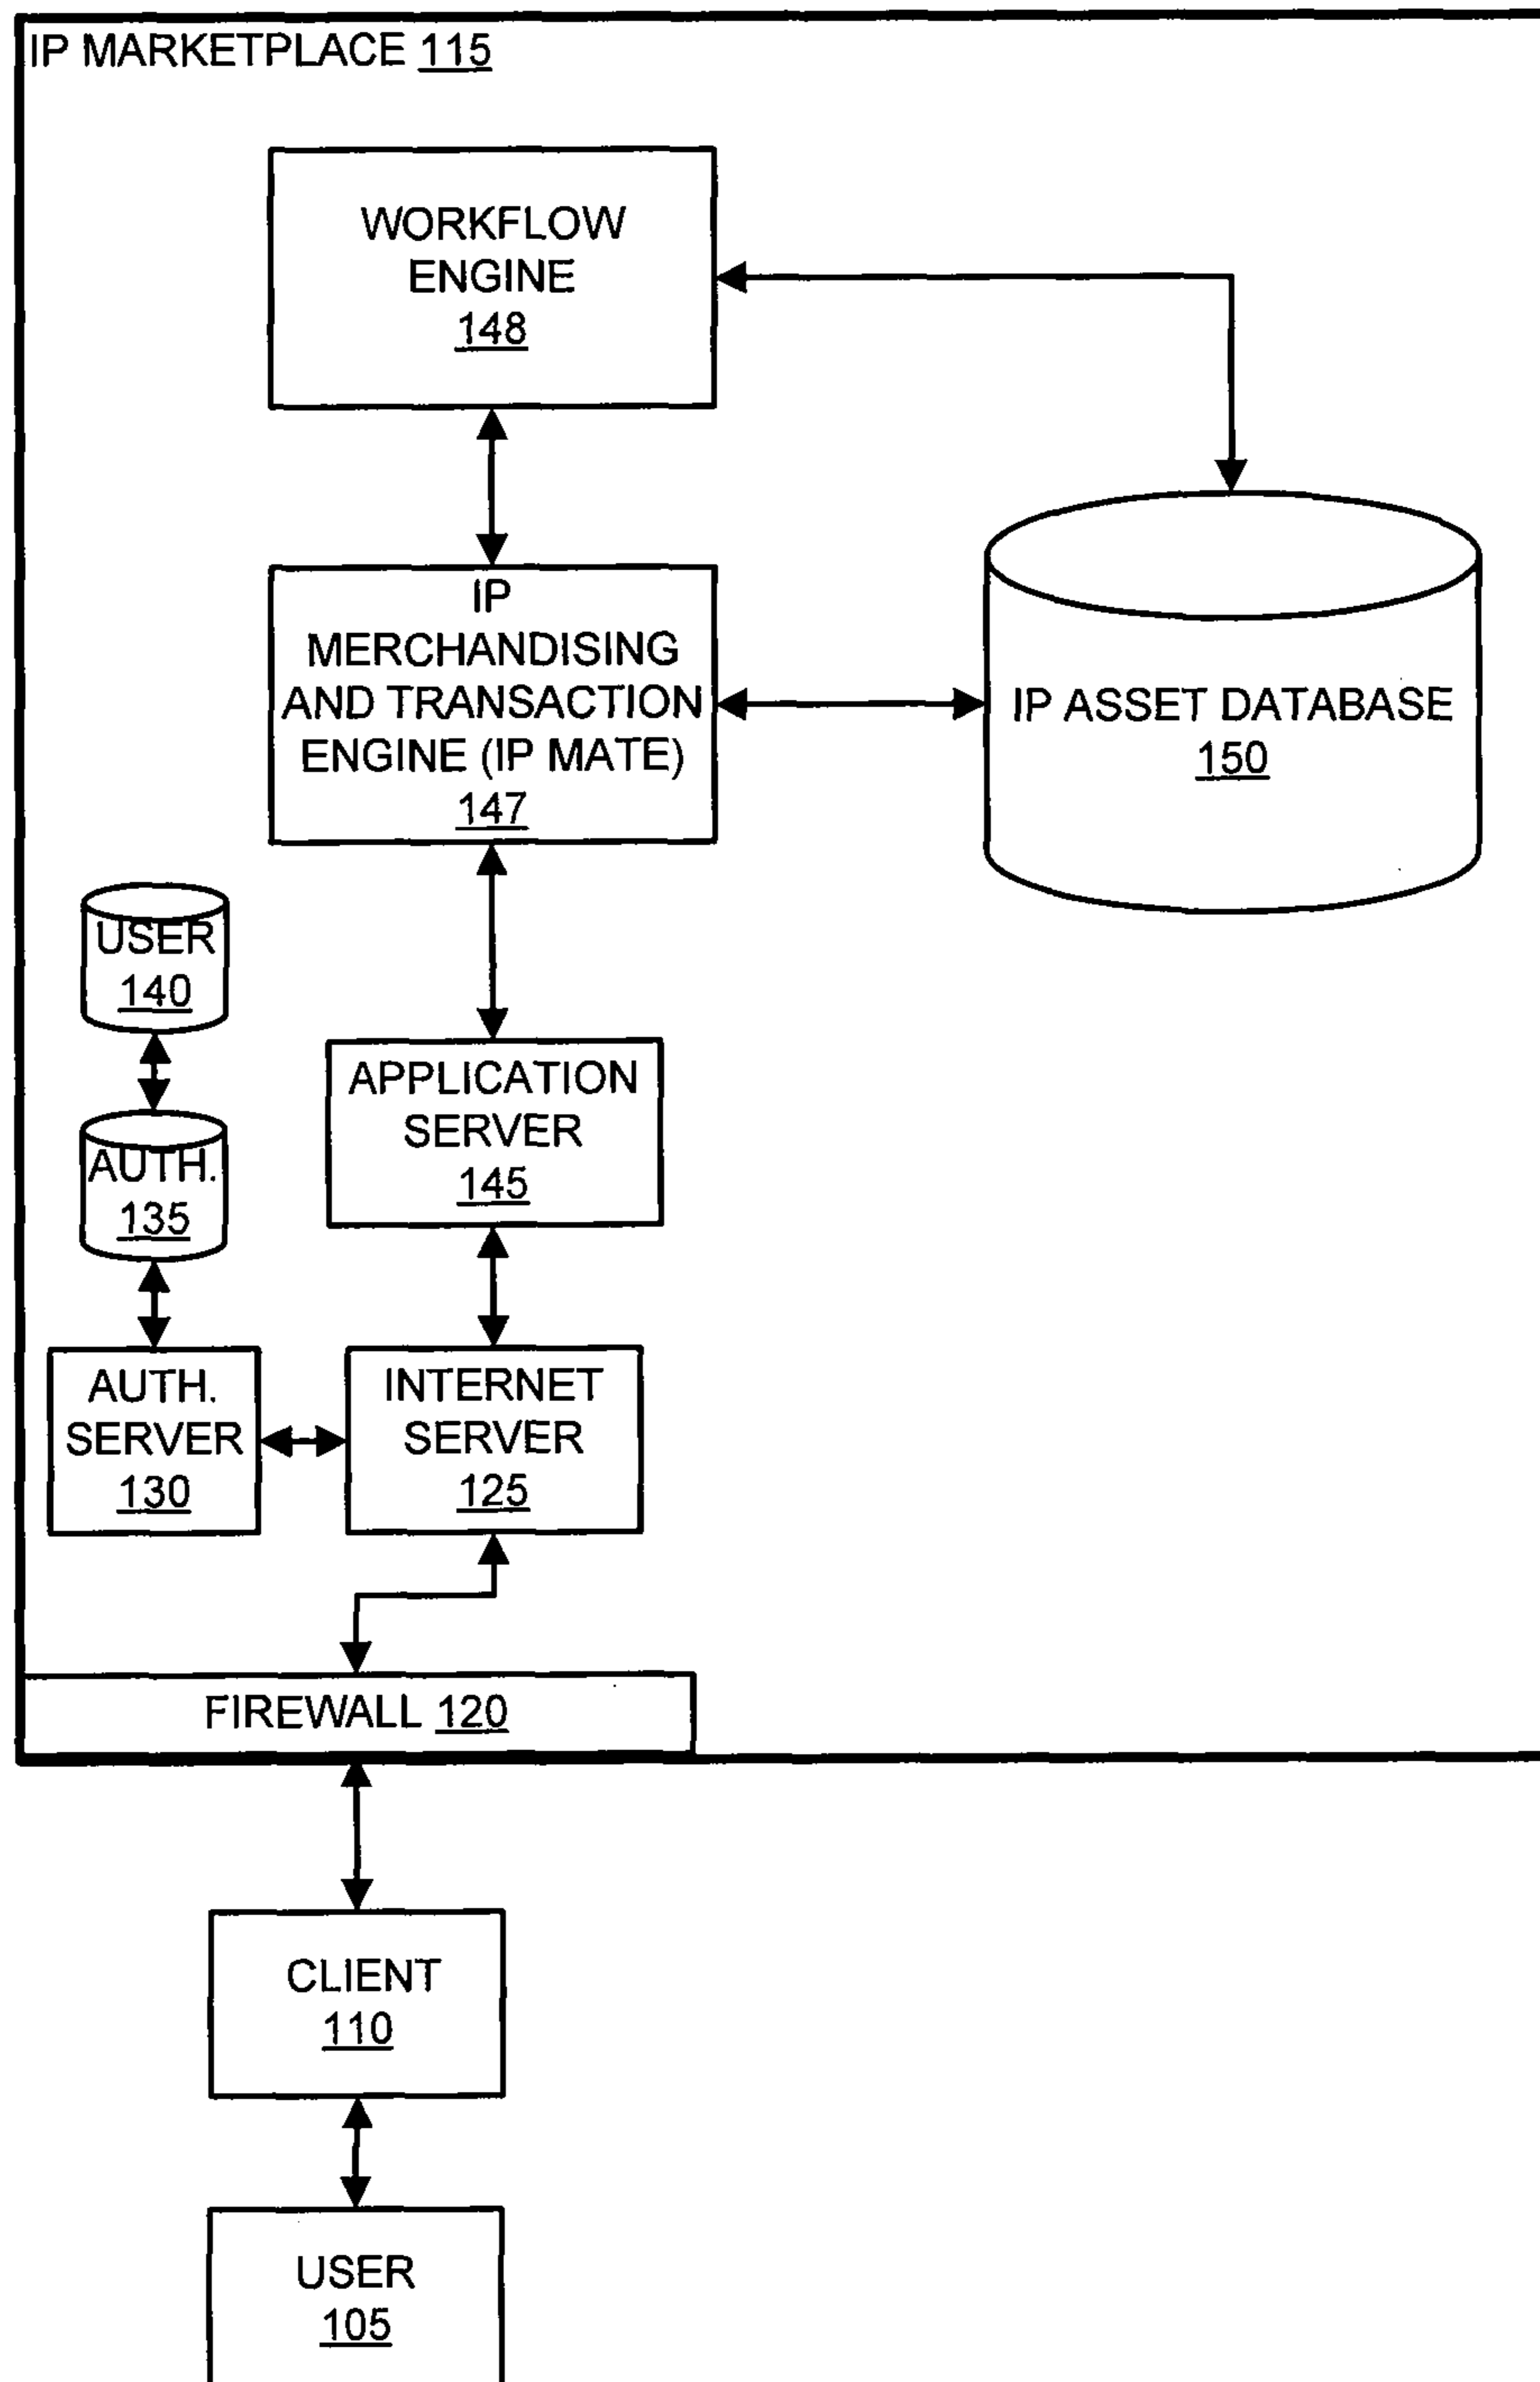 IP MARKETPLACE 115
WORKFLOW
ENGINE
148
IP
MERCHANDISING
AND TRANSACTION
ENGINE (IP MATE)
147
IP ASSET DATABASE
150
USER
140
AUTH.
135
APPLICATION
SERVER
145
AUTH.
SERVER
130
INTERNET
SERVER
125
FIREWALL 120
CLIENT
110
USER
105